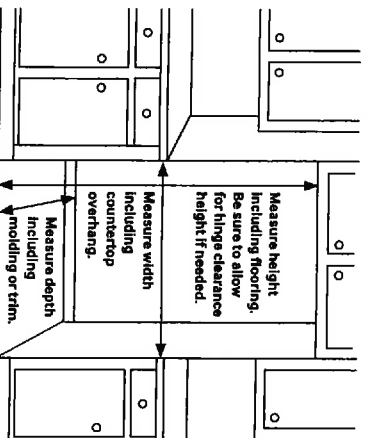 Measure height
including flooring.
Be sure to allow
for hinge clearance
height if needed.
Measure width
including
countertop
overhang.
Measure depth
including
molding or trim.